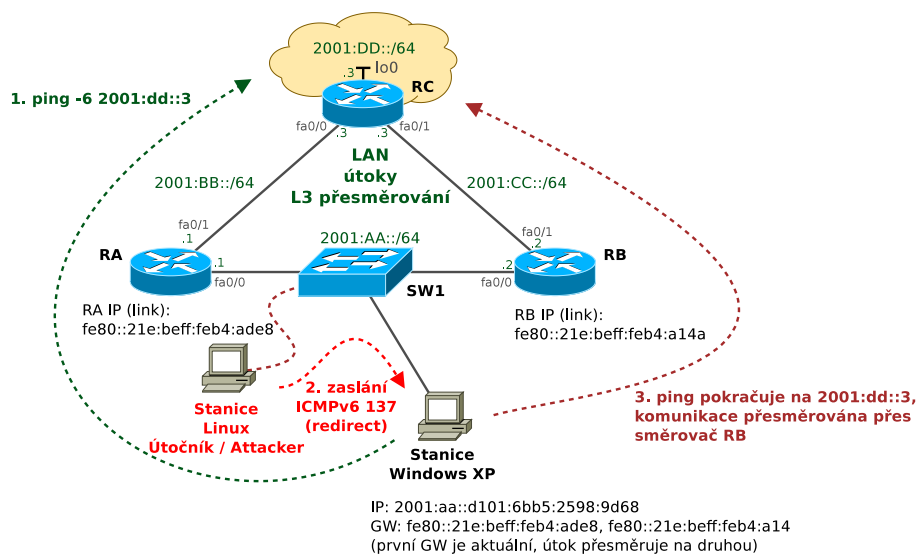 2001:DD::/64
.3
lo0
RC
1. ping -6 2001:dd::3
fa0/0
.3
.3
fa0/1
LAN
útoky
L3 přesměrování
2001:BB::/64
2001:CC::/64
fa0/1
.1
fa0/1
.2
2001:AA::/64
RA
.1
fa0/0
SW1
.2
fa0/0
RB
RA IP (link):
fe80::21e:beff:feb4:ade8
RB IP (link):
fe80::21e:beff:feb4:a14a
2. zaslání
ICMPv6 137
(redirect)
Stanice
Linux
Útočník / Attacker
3. ping pokračuje na 2001:dd::3,
komunikace přesměrována přes
směrovač RB
Stanice
Windows XP
IP: 2001:aa::d101:6bb5:2598:9d68
GW: fe80::21e:beff:feb4:ade8, fe80::21e:beff:feb4:a14
(první GW je aktuální, útok přesměruje na druhou)